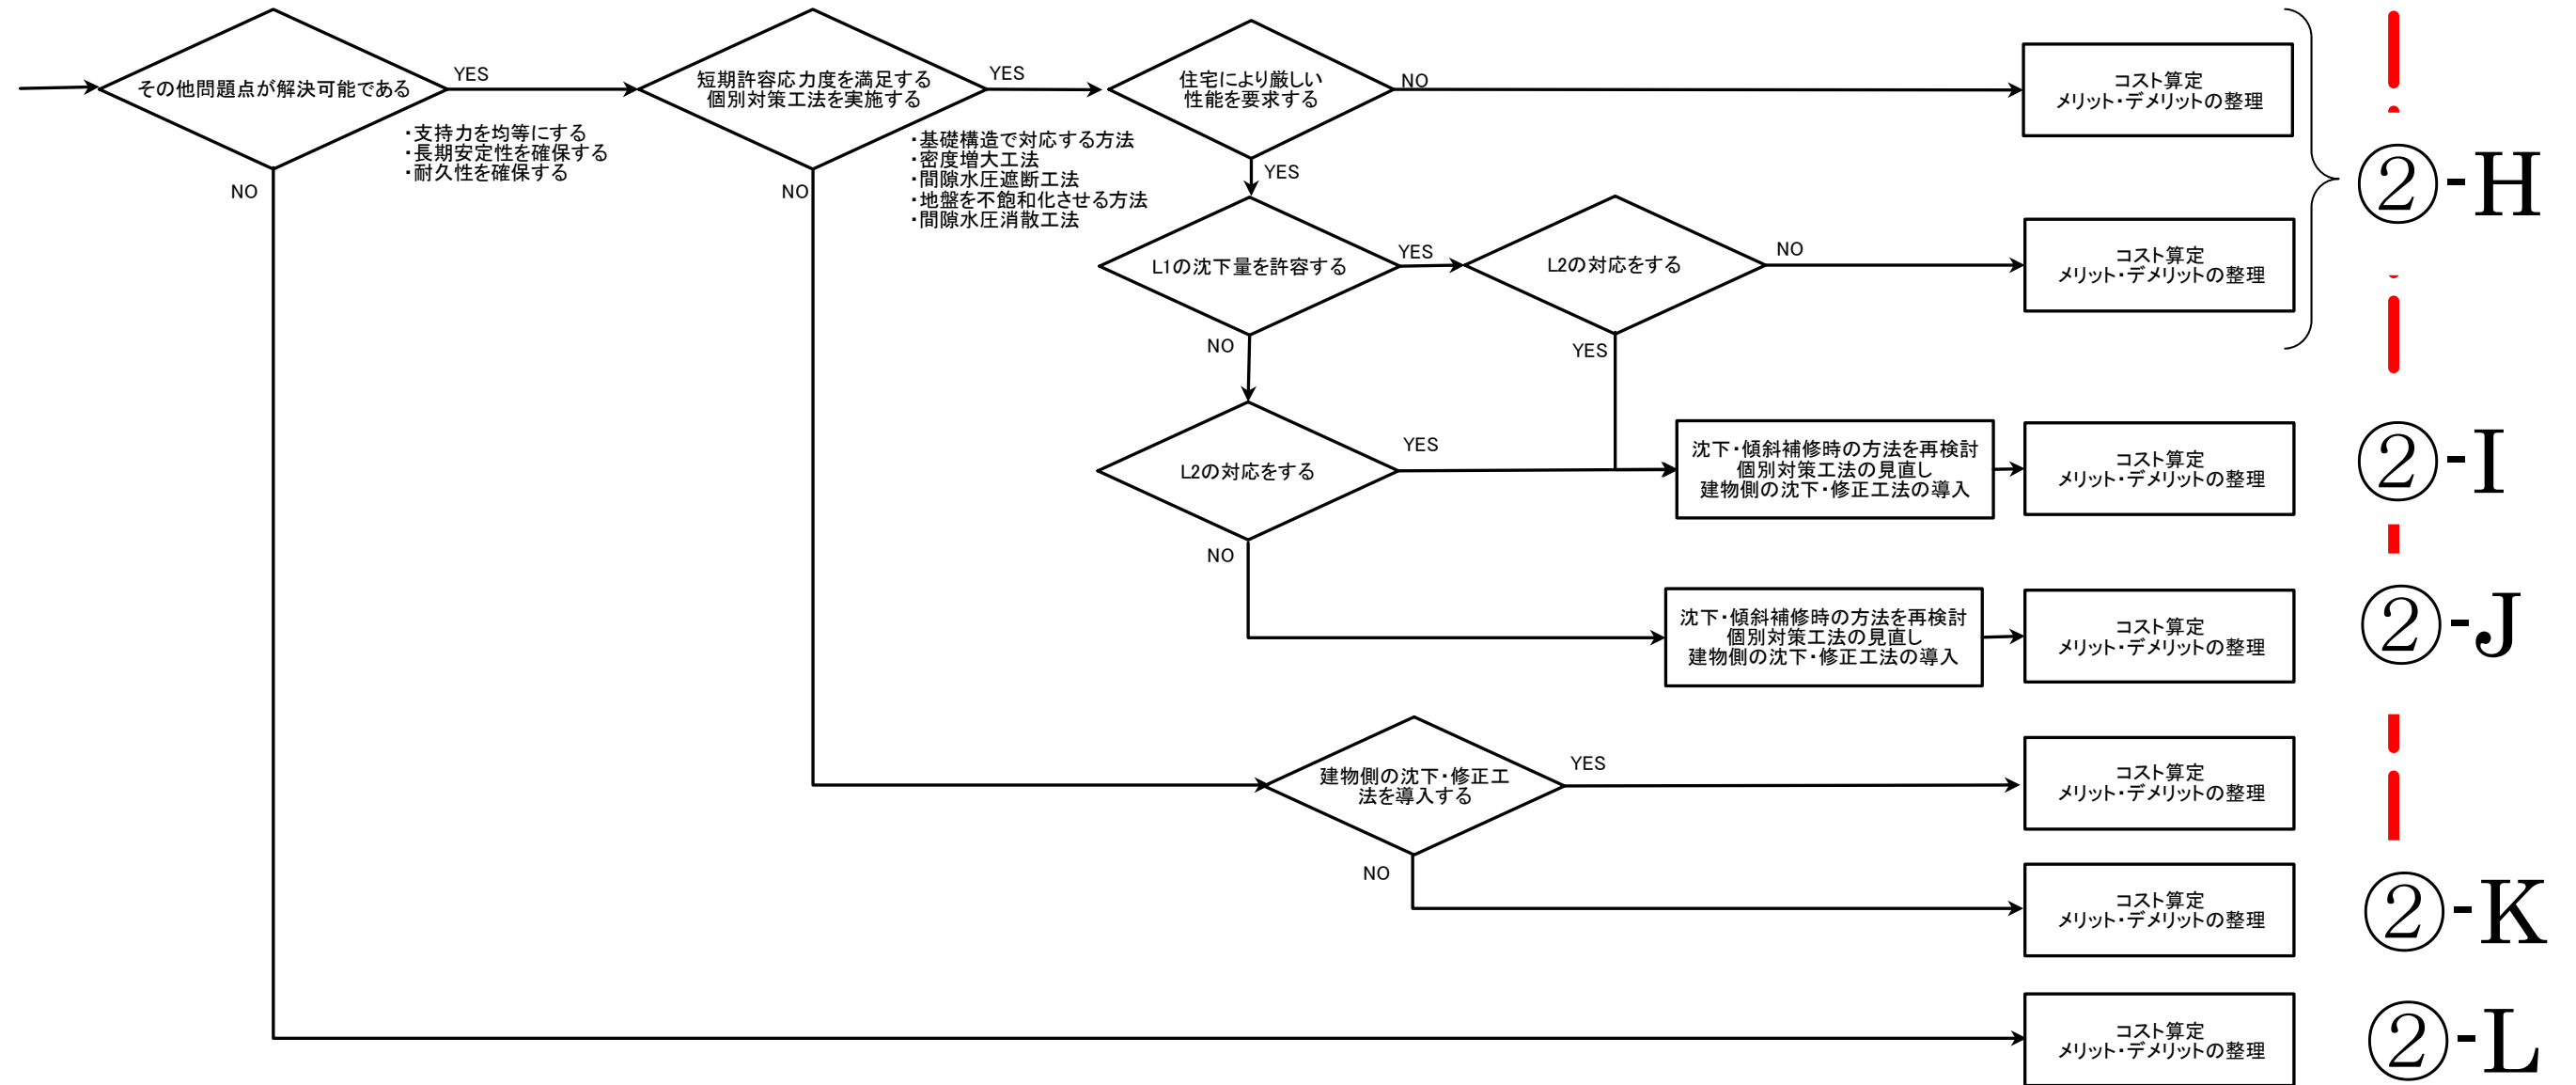 その他問題点が解決可能である
YES
・支持力を均等にする
・長期安定性を確保する
・耐久性を確保する
NO
短期許容応力度を満足する
個別対策工法を実施する
YES
・基礎構造で対応する方法
・密度増大工法
・間隙水圧遮断工法
・地盤を不飽和化させる方法
・間隙水圧消散工法
NO
住宅により厳しい
性能を要求する
NO
コスト算定
メリット・デメリットの整理
②-H
YES
L1の沈下量を許容する
YES
L2の対応をする
NO
コスト算定
メリット・デメリットの整理
NO
YES
L2の対応をする
YES
沈下・傾斜補修時の方法を再検討
個別対策工法の見直し
建物側の沈下・修正工法の導入
コスト算定
メリット・デメリットの整理
②-I
NO
沈下・傾斜補修時の方法を再検討
個別対策工法の見直し
建物側の沈下・修正工法の導入
コスト算定
メリット・デメリットの整理
②-J
建物側の沈下・修正工
法を導入する
YES
コスト算定
メリット・デメリットの整理
NO
コスト算定
メリット・デメリットの整理
②-K
コスト算定
メリット・デメリットの整理
②-L